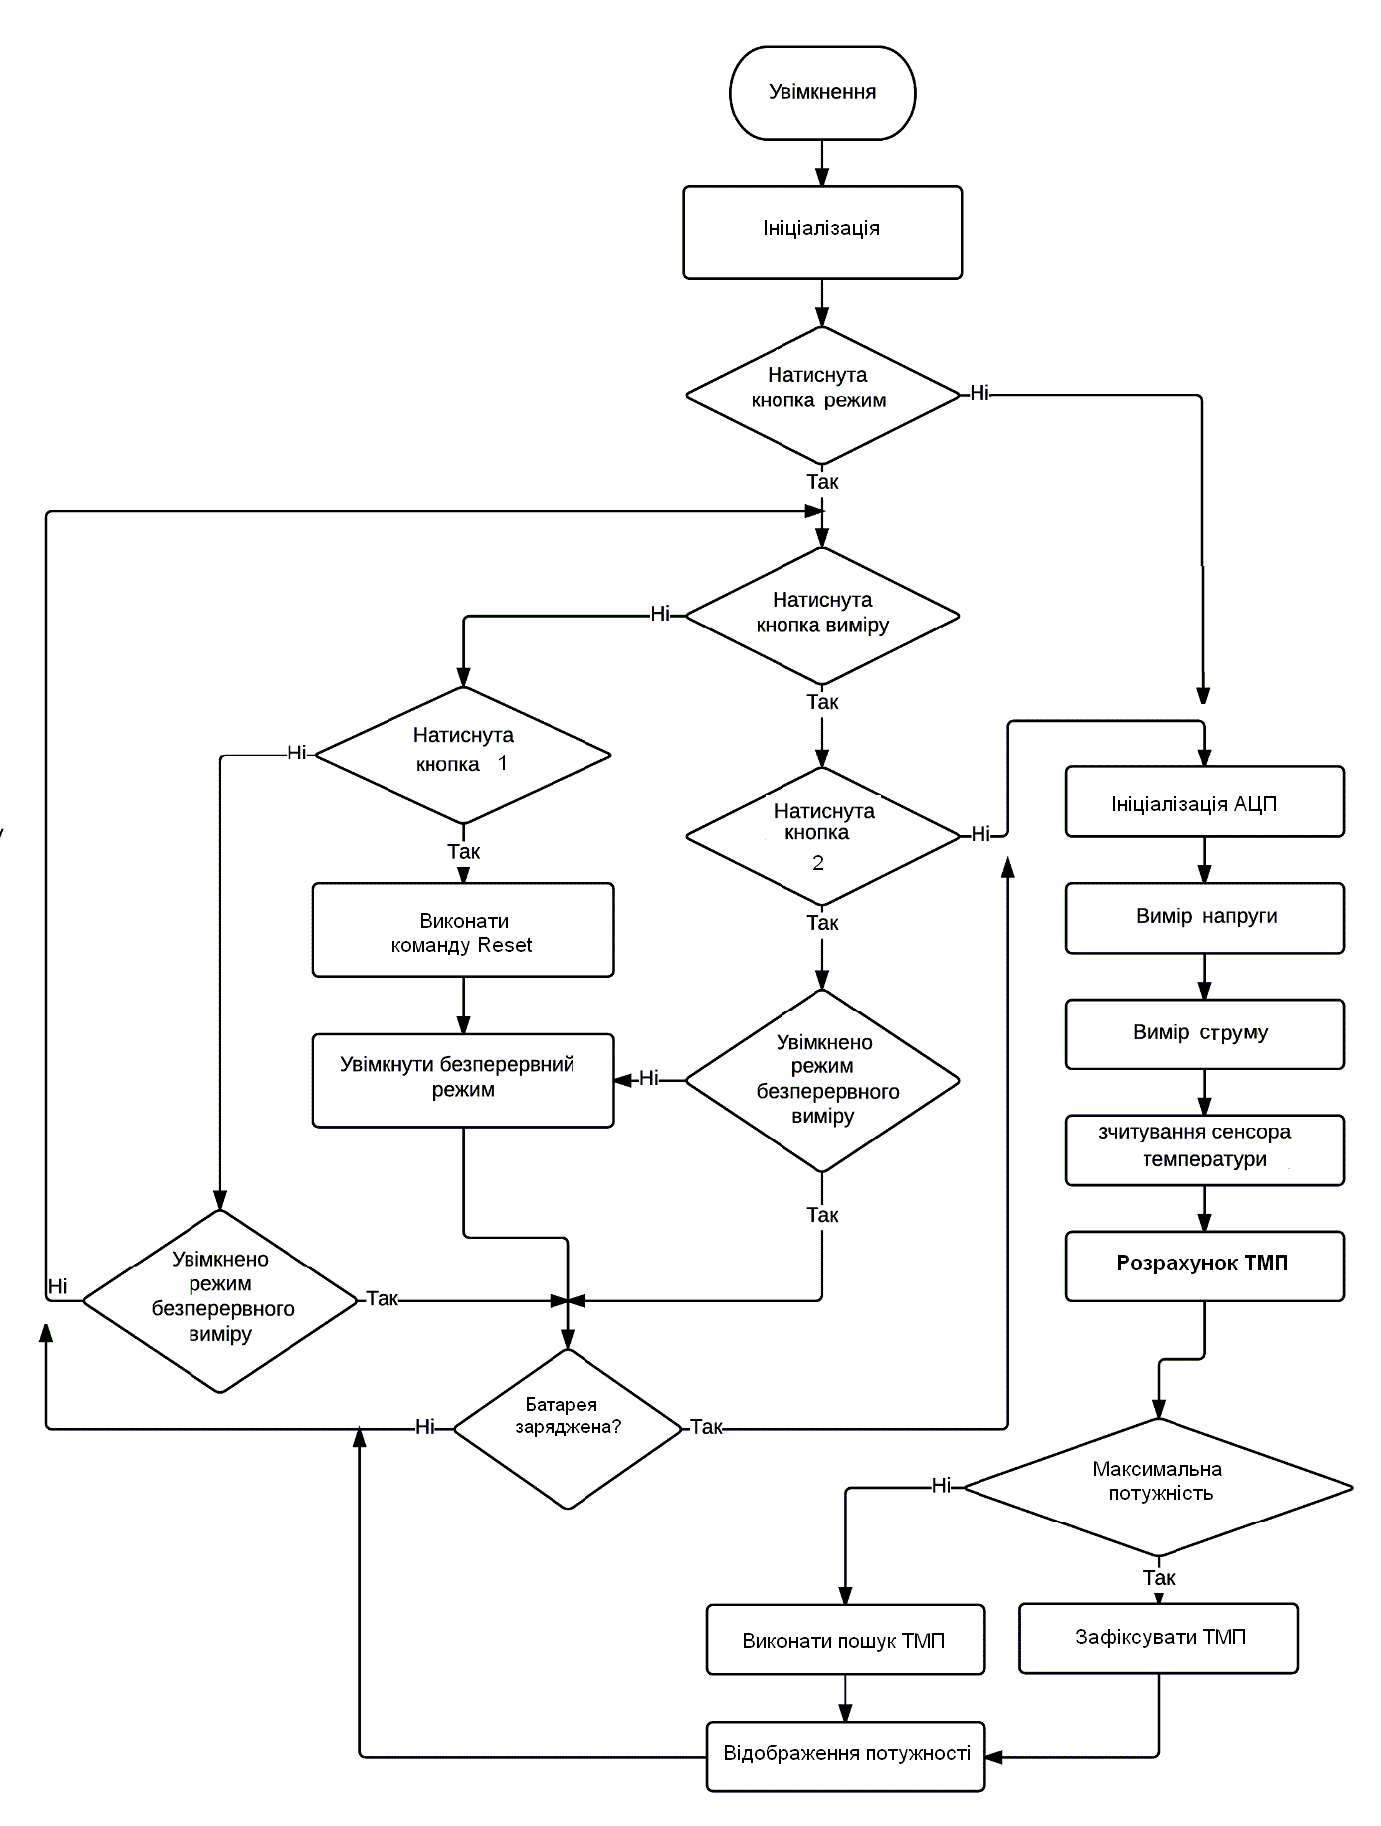 Увімкнення
Ініціалізація
Натиснута
кнопка режим
Ні
Так
Натиснута
кнопка виміру
Ні
Так
Натиснута
кнопка 1
Ні
Так
Натиснута
кнопка
2
Ні
Так
Ініціалізація АЦП
Вимір напруги
Вимір струму
зчитування сенсора
температури
Розрахунок ТМП
Виконати
команду Reset
Увімкнути безперервний
режим
Увімкнено
режим
безперервного
виміру
Ні
Так
Увімкнено
режим
безперервного
виміру
Ні
Так
Батарея
заряджена?
Ні
Так
Максимальна
потужність
Ні
Так
Виконати пошук ТМП
Зафіксувати ТМП
Відображення потужності